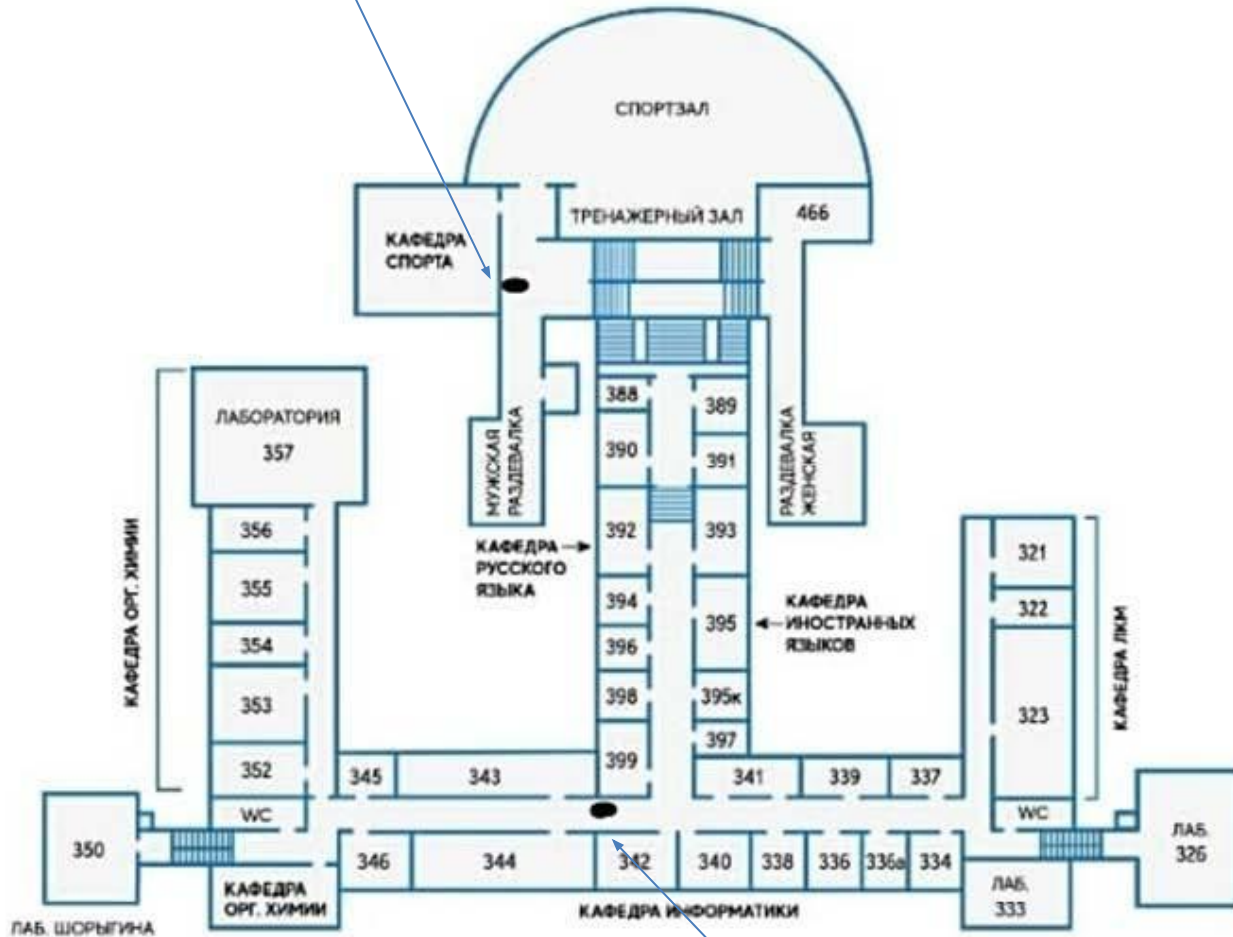 СПОРТЗАЛ
ТРЕНАЖЕРНЫЙ ЗАЛ
466
КАФЕДРА
СПОРТА
МУЖСКАЯ
РАЗДЕВАЛКА
РАЗДЕВАЛКА
ЖЕНСКАЯ
388
389
390
391
392
393
394
395
396
398
395к
397
399
КАФЕДРА
РУССКОГО
ЯЗЫКА
КАФЕДРА
ИНОСТРАННЫХ
ЯЗЫКОВ
ЛАБОРАТОРИЯ
357
356
355
354
353
352
WC
КАФЕДРА ОРГ. ХИМИИ
321
322
323
WC
КАФЕДРА ЛКМ
345
343
341
339
337
350
ЛАБ. ШОРЫГИНА
КАФЕДРА
ОРГ. ХИМИИ
346
344
342
340
338
336
336а
334
КАФЕДРА ИНФОРМАТИКИ
ЛАБ.
333
ЛАБ.
326